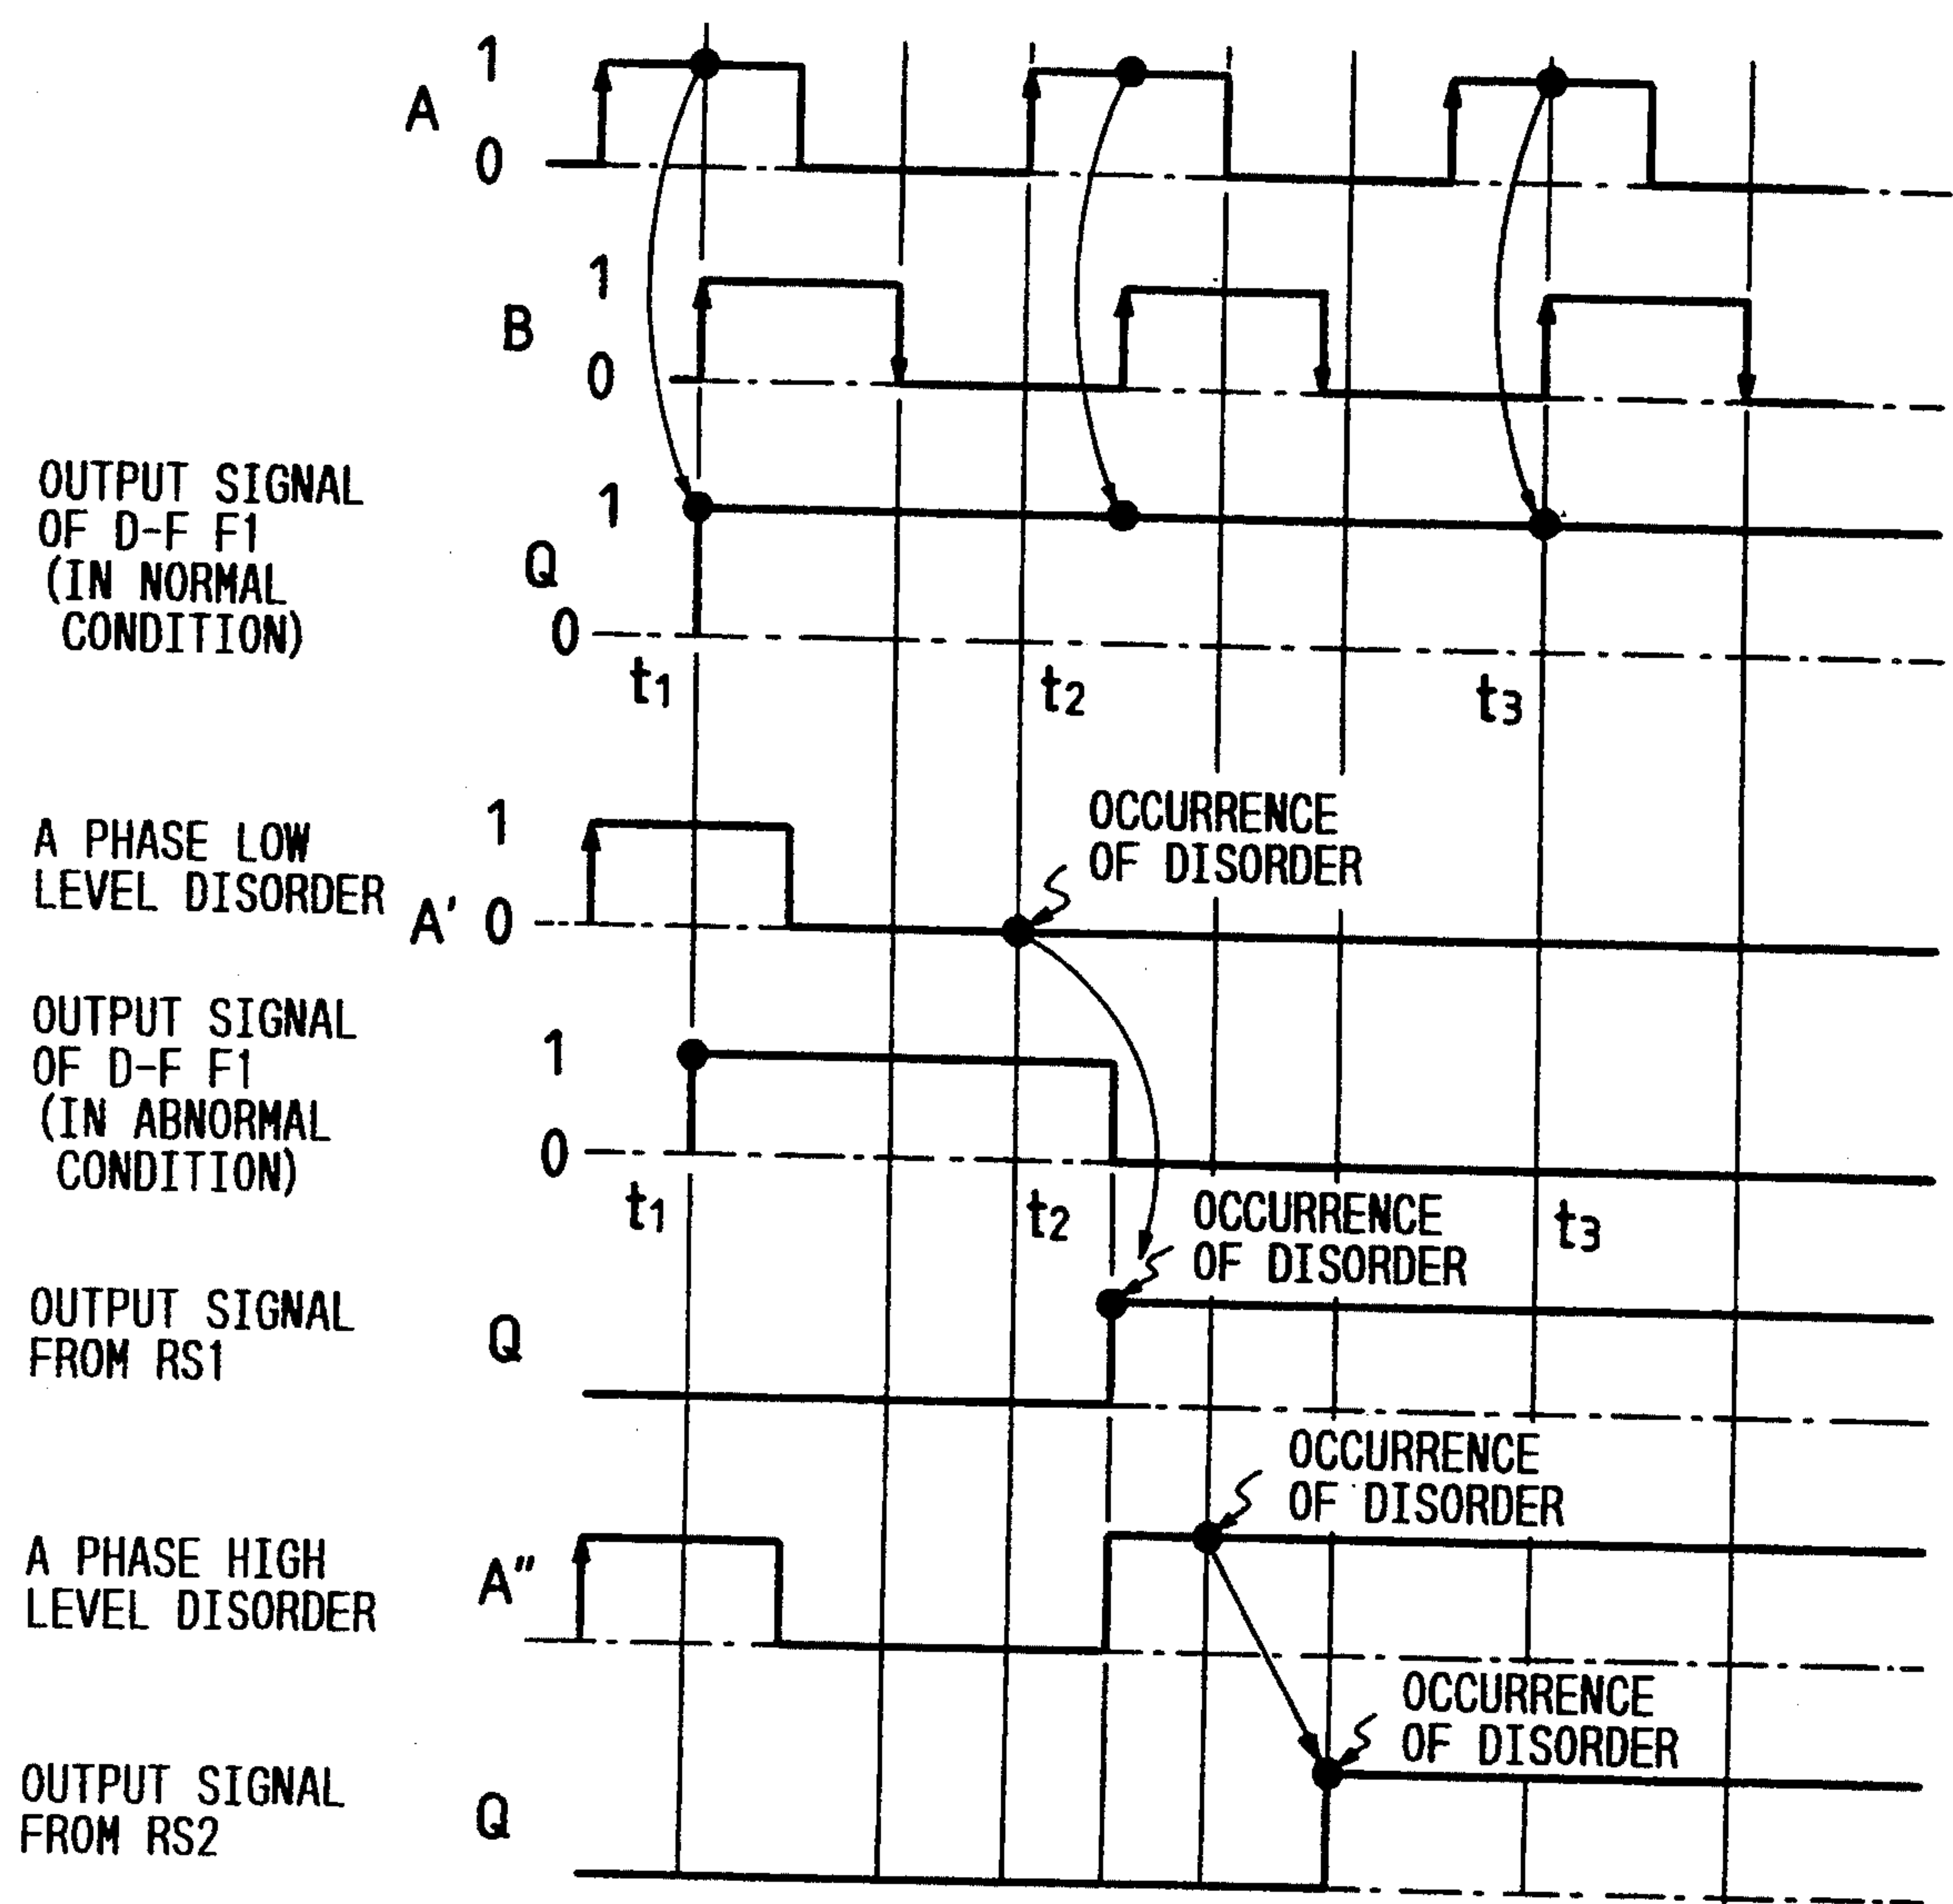 1
A
0
1
B
0
OUTPUT SIGNAL
OF D-F F1
(IN NORMAL
CONDITION)
1
Q
0
t1
t2
t3
A PHASE LOW
LEVEL DISORDER
1
A' 0
OCCURRENCE
OF DISORDER
OUTPUT SIGNAL
OF D-F F1
(IN ABNORMAL
CONDITION)
1
0
t1
t2
t3
OCCURRENCE
OF DISORDER
OUTPUT SIGNAL
FROM RS1
Q
OCCURRENCE
OF DISORDER
A PHASE HIGH
LEVEL DISORDER
A"
OCCURRENCE
OF DISORDER
OUTPUT SIGNAL
FROM RS2
Q